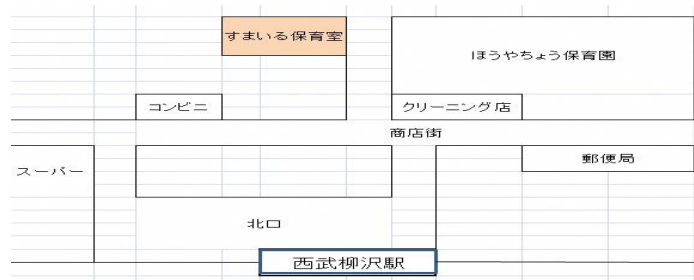 すまいる保育室
ほうやちょう保育園
コンビニ
クリーニング店
商店街
郵便局
スーパー
北口
西武柳沢駅